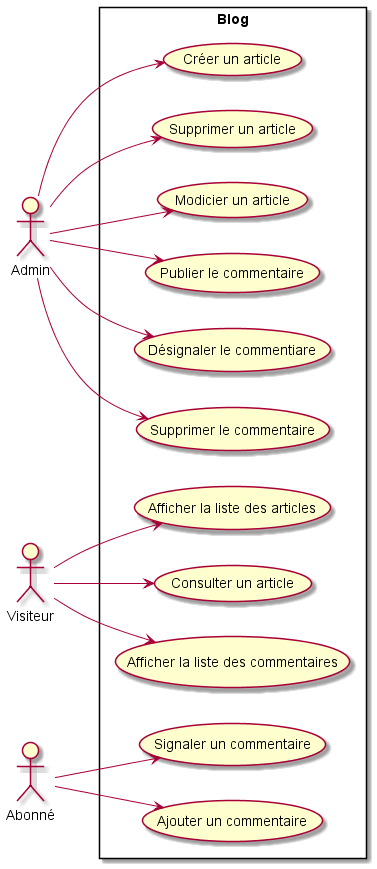 Blog
Créer un article
Supprimer un article
Modicier un article
Admin
Publier le commentaire
Désignaler le commentiare
Supprimer le commentaire
Afficher la liste des articles
Consulter un article
Visiteur
Afficher la liste des commentaires
Signaler un commentaire
Abonné
Ajouter un commentaire